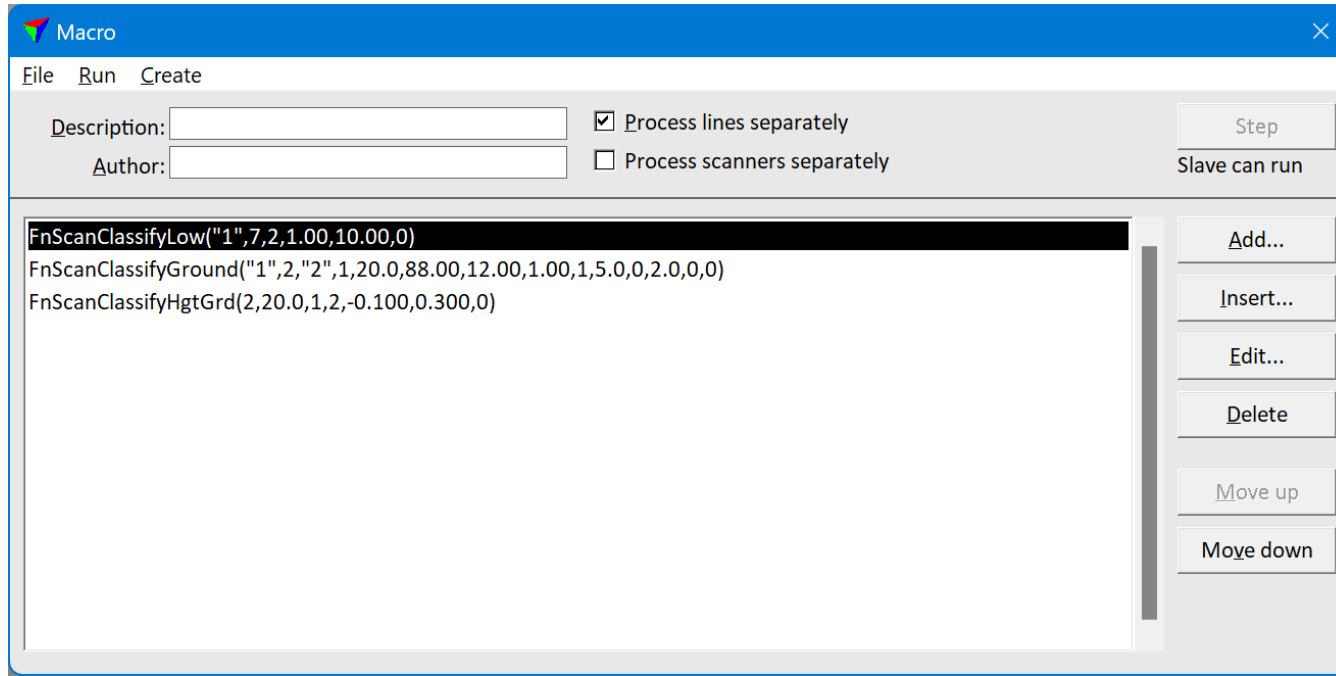 Macro
File Run Create
Description:
Process lines separately
Step
Author:
Process scanners separately
Slave can run
FnScanClassifyLow("1",7,2,1.00,10.00,0)
FnScanClassifyGround("1",2,"2",1,20.0,88.00,12.00,1.00,1,5.0,0,2.0,0,0)
FnScanClassifyHgtGrd(2,20.0,1,2,-0.100,0.300,0)
Add...
Insert...
Edit...
Delete
Move up
Move down